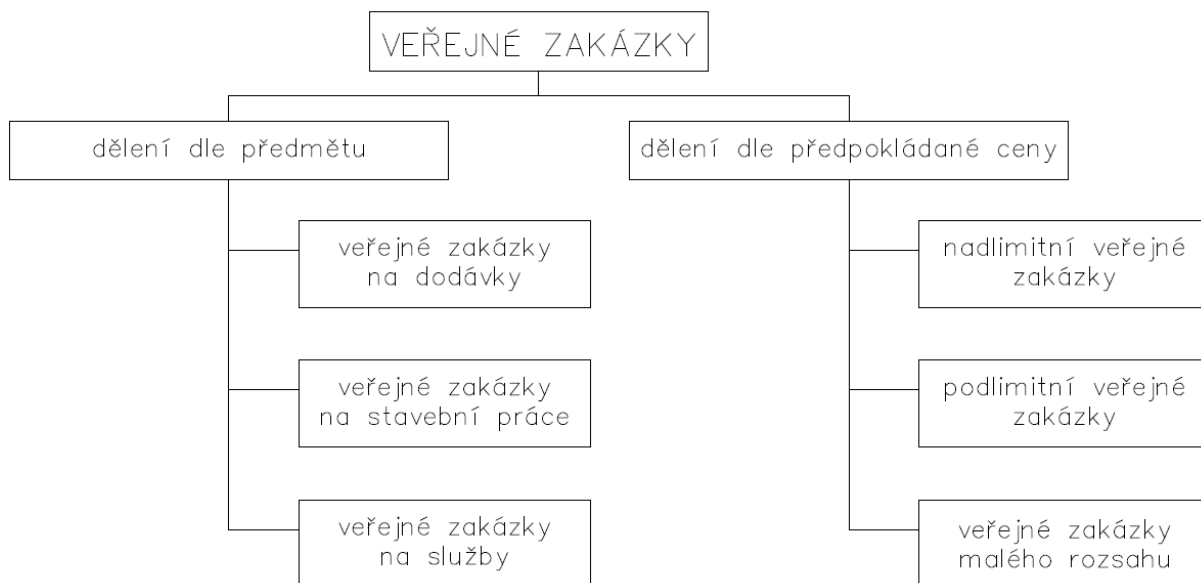 VEŘEJNÉ ZAKÁZKY
dělení dle předmětu
veřejné zakázky
na dodávky
veřejné zakázky
na stavební práce
veřejné zakázky
na služby
dělení dle předpokládané ceny
nadlimitní veřejné
zakázky
podlimitní veřejné
zakázky
veřejné zakázky
malého rozsahu